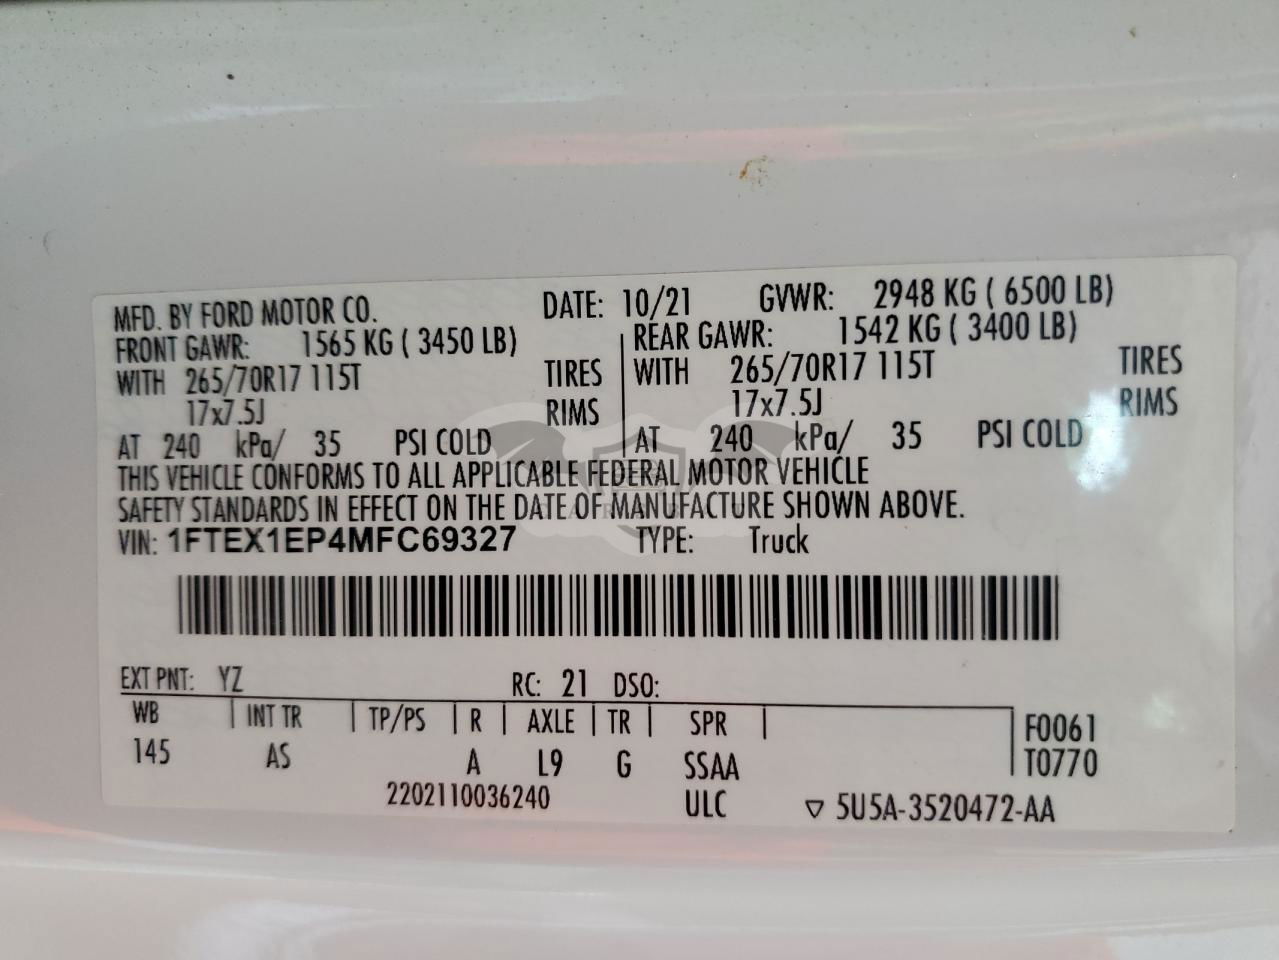 MFD. BY FORD MOTOR CO. DATE: 10/21 GVWR: 2948 KG ( 6500 LB)
FRONT GAWR: 1565 KG ( 3450 LB) REAR GAWR: 1542 KG ( 3400 LB)
WITH 265/70R17 115T TIRES WITH 265/70R17 115T TIRES
17x7.5J RIMS 17x7.5J RIMS
AT 240 kPa/ 35 PSI COLD AT 240 kPa/ 35 PSI COLD
THIS VEHICLE CONFORMS TO ALL APPLICABLE FEDERAL MOTOR VEHICLE
SAFETY STANDARDS IN EFFECT ON THE DATE OF MANUFACTURE SHOWN ABOVE.
VIN: 1FTEX1EP4MFC69327 TYPE: Truck
EXT PNT: YZ RC: 21 DSO:
WB INT TR TP/PS R AXLE TR SPR F0061
145 AS A L9 G SSAA T0770
2202110036240 ULC ▽ 5U5A-3520472-AA